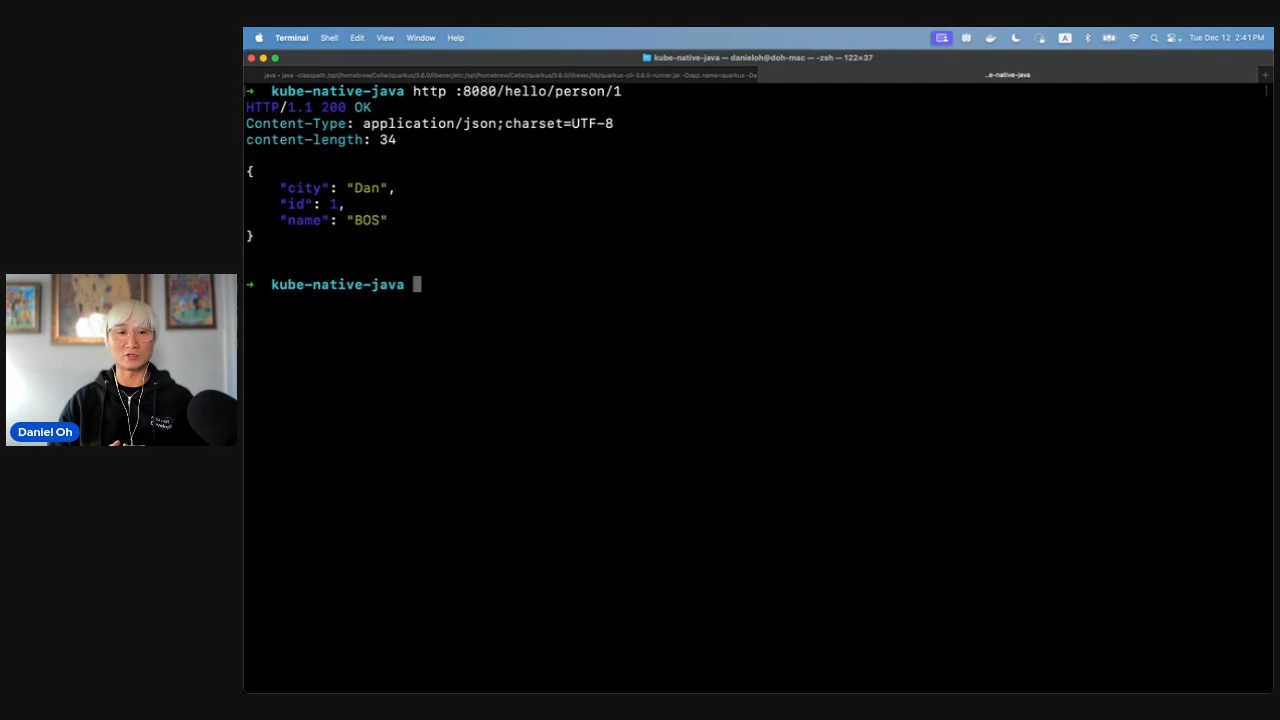 Terminal Shell Edit View Window Help
A
Tue Dec 12 2:41 PM
kube-native-java — danieloh@doh-mac — -zsh — 122×37
..e-native-java
+
→ kube-native-java http :8080/hello/person/1
HTTP/1.1 200 OK
Content-Type: application/json;charset=UTF-8
content-length: 34
{
"city": "Dan",
"id": 1,
"name": "BOS"
}
→ kube-native-java
Daniel Oh